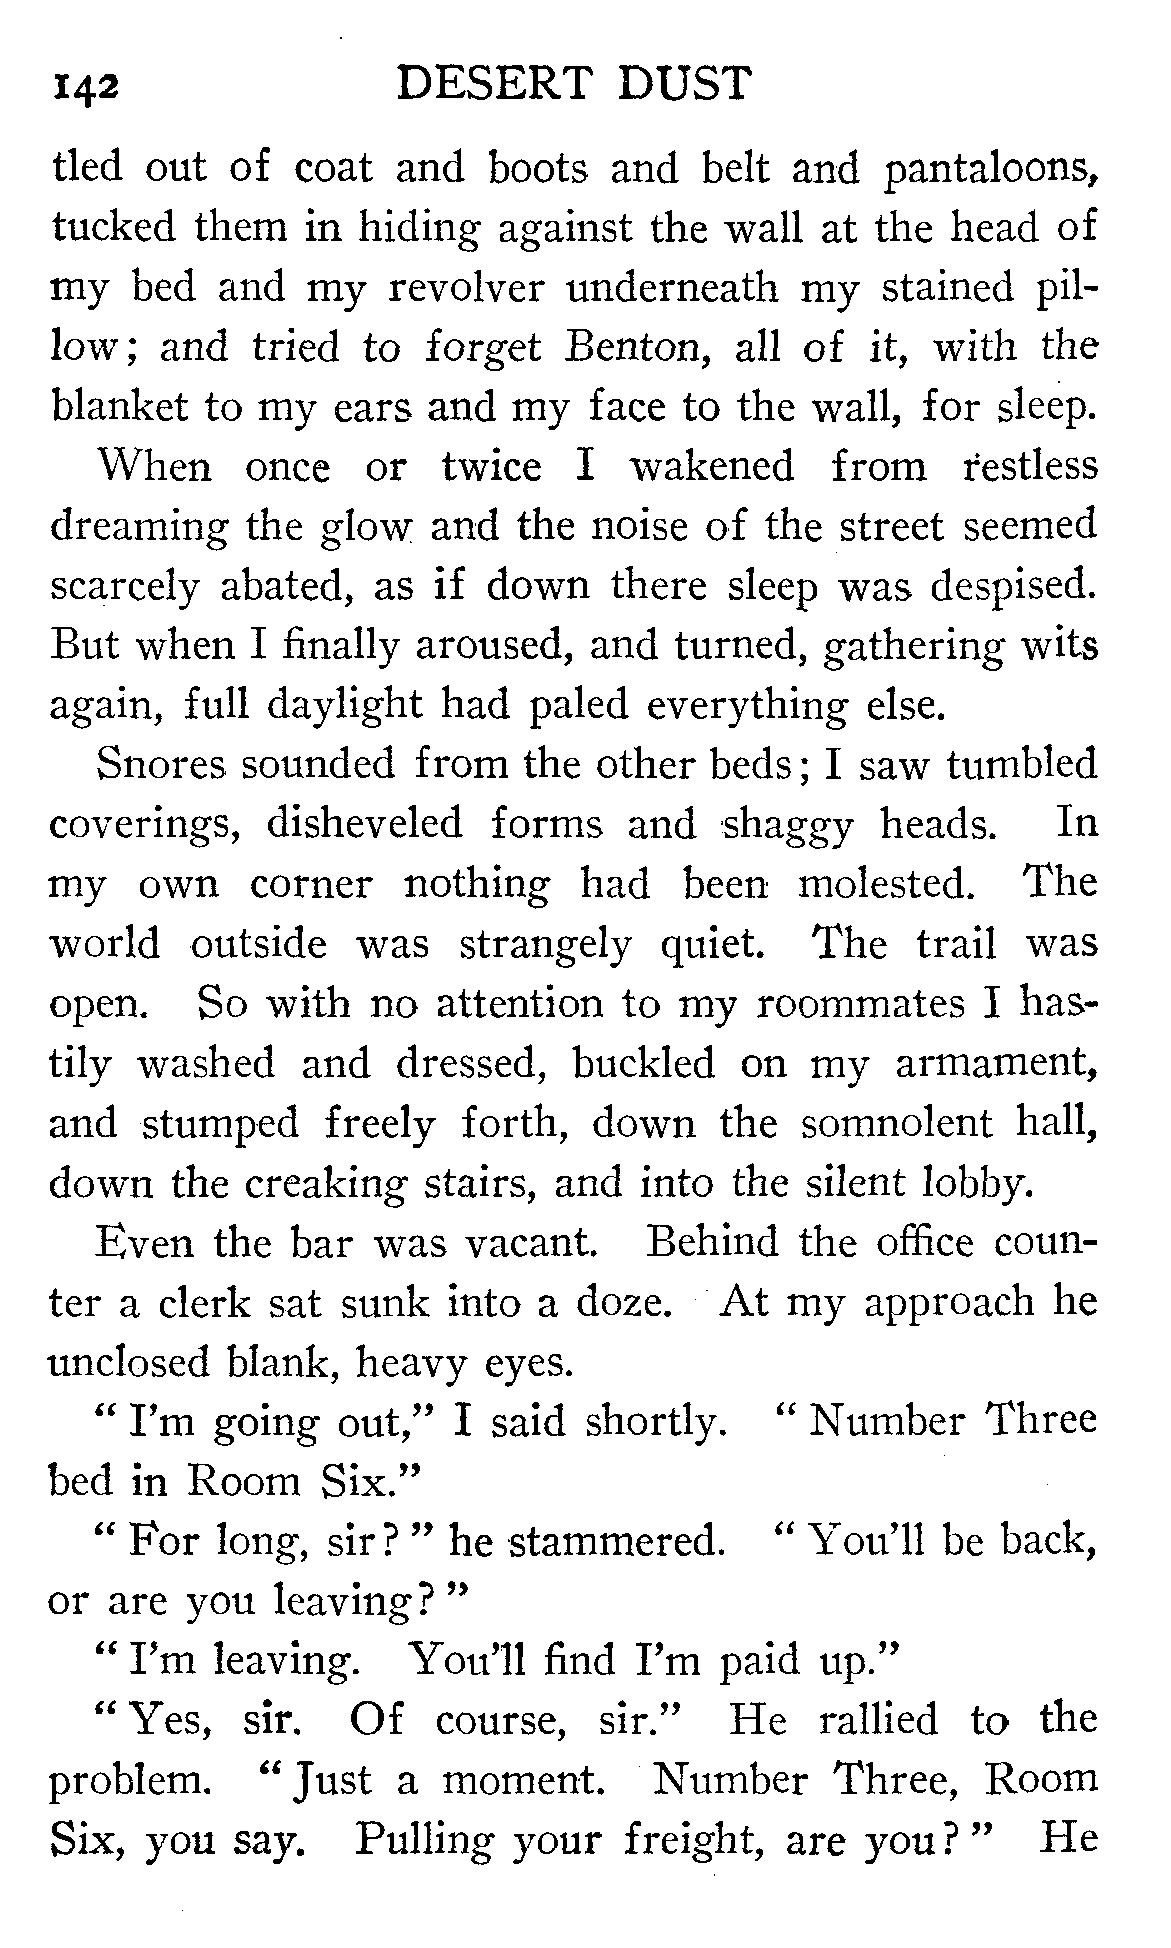 142 DESERT DUST
tled out of coat and boots and belt and pantaloons,
tucked them in hiding against the wall at the head of
my bed and my revolver underneath my stained pil-
low; and tried to forget Benton, all of it, with the
blanket to my ears and my face to the wall, for sleep.
When once or twice I wakened from restless
dreaming the glow and the noise of the street seemed
scarcely abated, as if down there sleep was despised.
But when I finally aroused, and turned, gathering wits
again, full daylight had paled everything else.
Snores sounded from the other beds; I saw tumbled
coverings, disheveled forms and shaggy heads. In
my own corner nothing had been molested. The
world outside was strangely quiet. The trail was
open. So with no attention to my roommates I has-
tily washed and dressed, buckled on my armament,
and stumped freely forth, down the somnolent hall,
down the creaking stairs, and into the silent lobby.
Even the bar was vacant. Behind the office coun-
ter a clerk sat sunk into a doze. At my approach he
unclosed blank, heavy eyes.
“ I’m going out,” I said shortly. “ Number Three
bed in Room Six.”
“ For long, sir? ” he stammered. “ You’ll be back,
or are you leaving? ”
“ I’m leaving. You’ll find I’m paid up.”
“ Yes, sir. Of course, sir.” He rallied to the
problem. “ Just a moment. Number Three, Room
Six, you say. Pulling your freight, are you? ” He